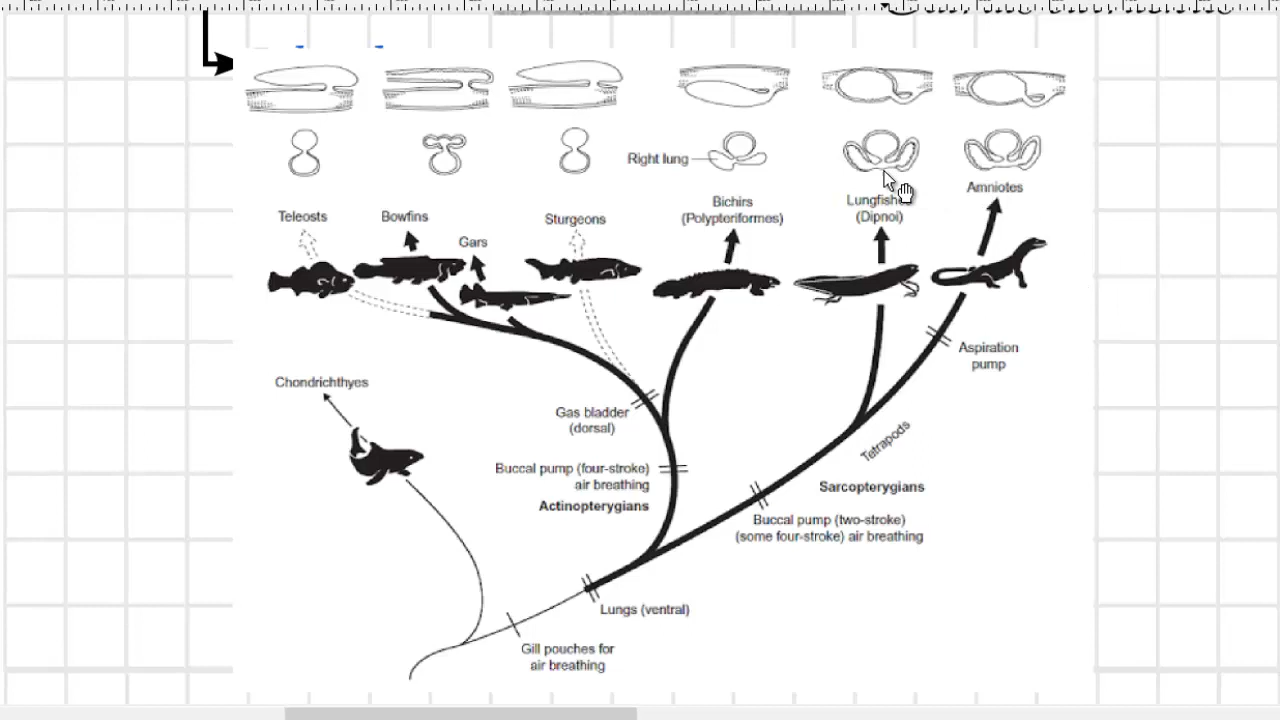 Right lung
Amniotes
Bichirs
(Polypteriformes)
(Dipnoi)
Teleosts
Bowfins
Sturgeons
Gars
Aspiration
pump
Chondrichthyes
Gas bladder
(dorsal)
Tetrapods
Buccal pump (four-stroke)
air breathing
Actinopterygians
Sarcopterygians
Buccal pump (two-stroke)
(some four-stroke) air breathing
Lungs (ventral)
Gill pouches for
air breathing